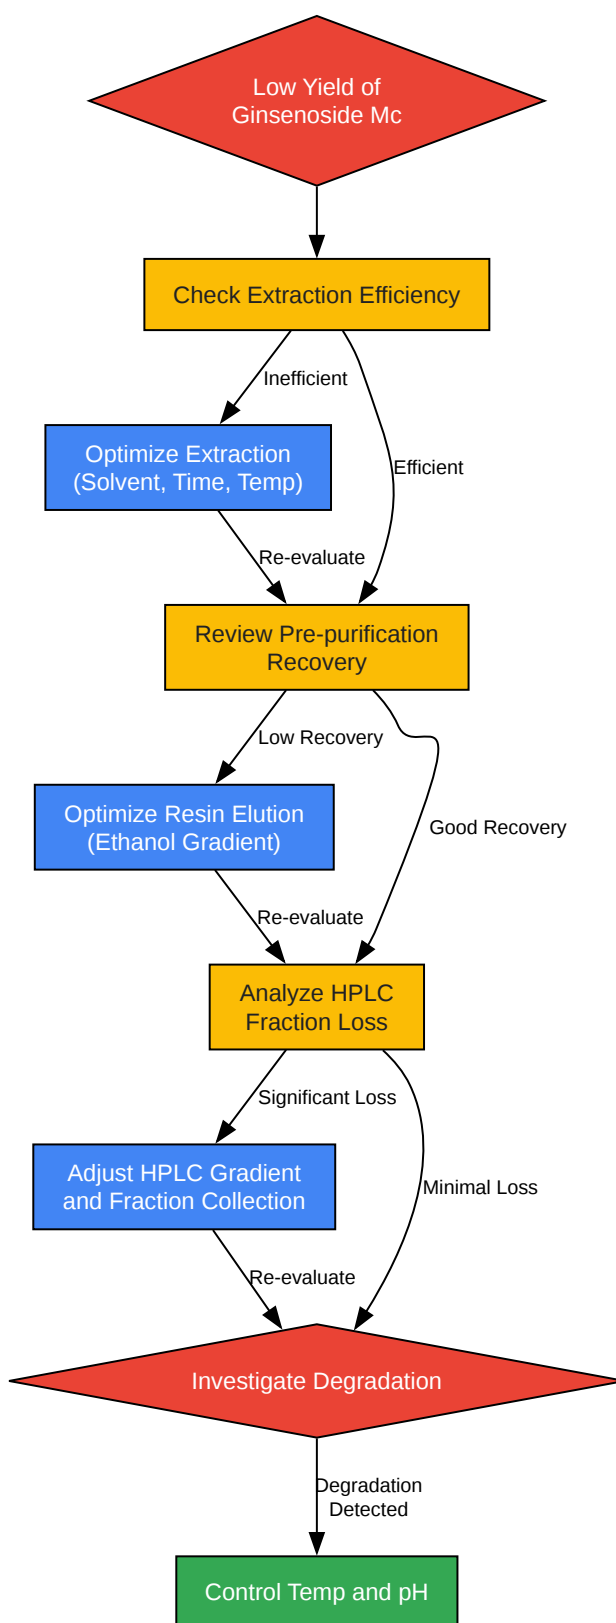 Low Yield of
Ginsenoside Mc
Check Extraction Efficiency
Inefficient
Optimize Extraction
(Solvent, Time, Temp)
Efficient
Re-evaluate
Review Pre-purification
Recovery
Low Recovery
Optimize Resin Elution
(Ethanol Gradient)
Good Recovery
Re-evaluate
Analyze HPLC
Fraction Loss
Significant Loss
Adjust HPLC Gradient
and Fraction Collection
Minimal Loss
Re-evaluate
Investigate Degradation
Degradation
Detected
Control Temp and pH